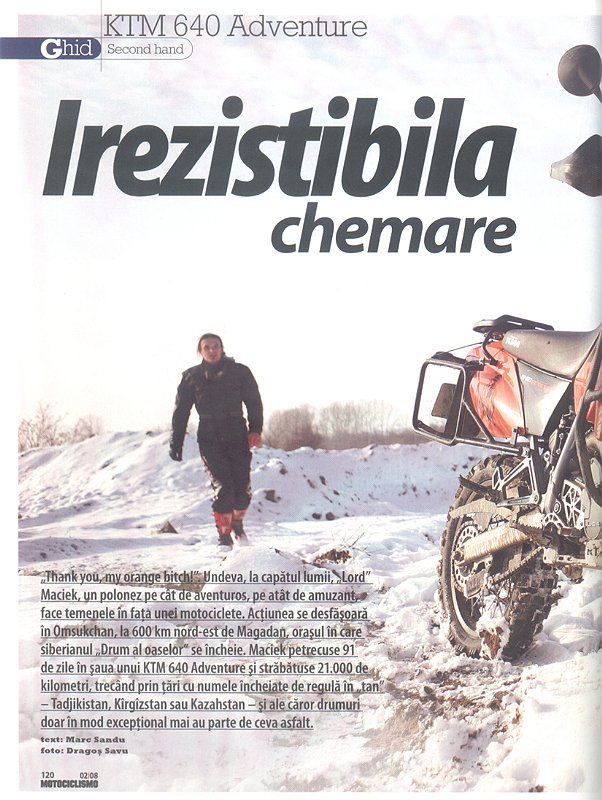 KTM 640 Adventure
Ghid Second hand
Irezistibila
chemare
„Thank you, my orange bitch!”. Undeva, la capătul lumii, „Lord”
Maciek, un polonez pe cât de aventuros, pe atât de amuzant,
face temenele în fața unei motociclete. Acțiunea se desfășoară
în Omsukchan, la 600 km nord-est de Magadan, orașul în care
siberianul „Drum al oaselor” se încheie. Maciek petrecuse 91
de zile în șaua unui KTM 640 Adventure și străbătuse 21.000 de
kilometri, trecând prin țări cu numele încheiate de regulă în „tan”
– Tadjikistan, Kîrgîzstan sau Kazahstan – și ale căror drumuri
doar în mod excepțional mai au parte de ceva asfalt.
text: Marc Sandu
foto: Dragoș Savu
120 02/08
MOTOCICLISMO
KTM